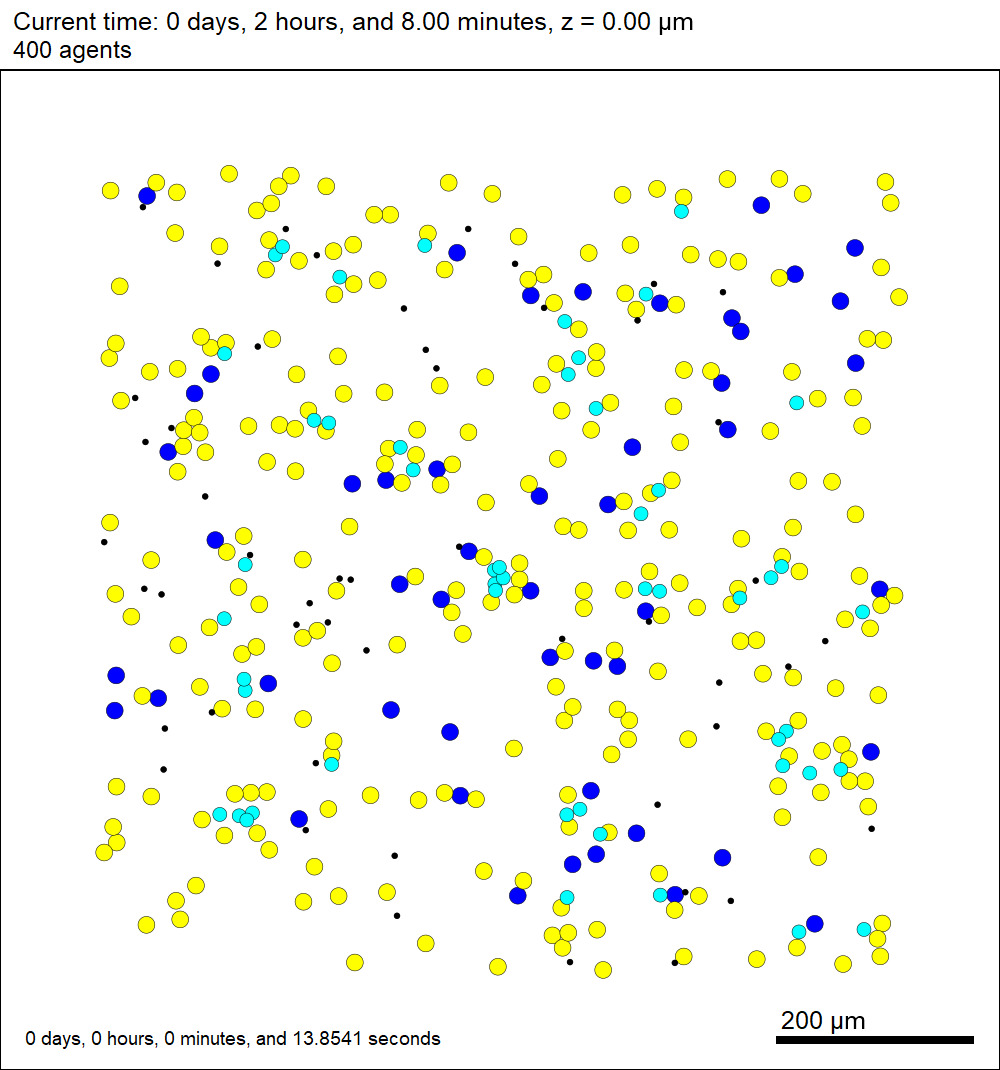 Current time: 0 days, 2 hours, and 8.00 minutes, z = 0.00 µm
400 agents
200 µm
0 days, 0 hours, 0 minutes, and 13.8541 seconds